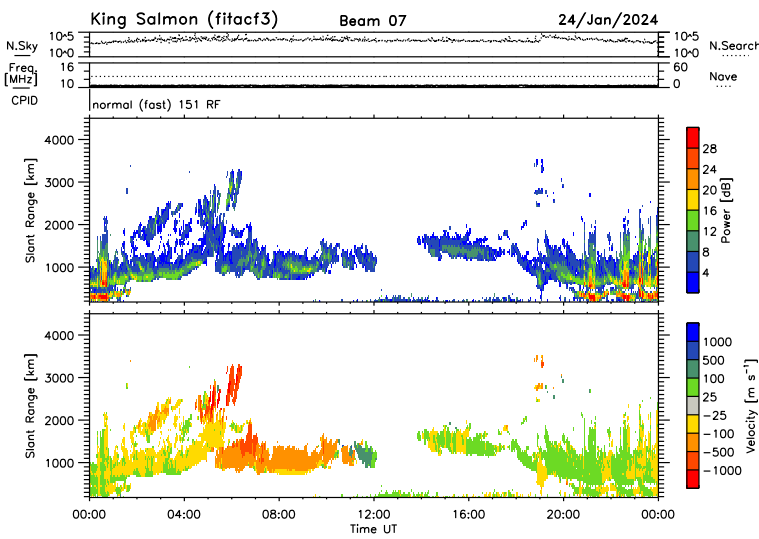 King Salmon (fitacf3) Beam 07 24/Jan/2024
N.Sky 10^5 10^0 10^5 10^0 N.Search
Freq. [MHz] 16 10 60 0 Nave
CPID normal (fast) 151 RF
Slant Range [km] 4000 3000 2000 1000
28 24 20 16 12 8 4 Power [dB]
Slant Range [km] 4000 3000 2000 1000
1000 500 100 25 −25 −100 −500 −1000 Velocity [m s⁻¹]
00:00 04:00 08:00 12:00 16:00 20:00 00:00
Time UT